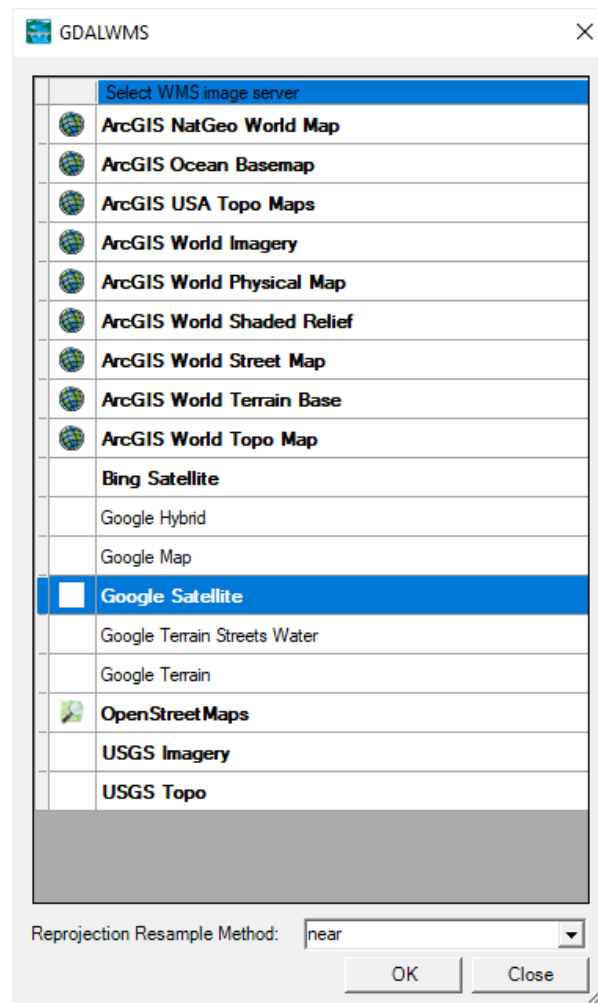 GDALWMS
Select WMS image server
ArcGIS NatGeo World Map
ArcGIS Ocean Basemap
ArcGIS USA Topo Maps
ArcGIS World Imagery
ArcGIS World Physical Map
ArcGIS World Shaded Relief
ArcGIS World Street Map
ArcGIS World Terrain Base
ArcGIS World Topo Map
Bing Satellite
Google Hybrid
Google Map
Google Satellite
Google Terrain Streets Water
Google Terrain
OpenStreetMaps
USGS Imagery
USGS Topo
Reprojection Resample Method: near
OK Close